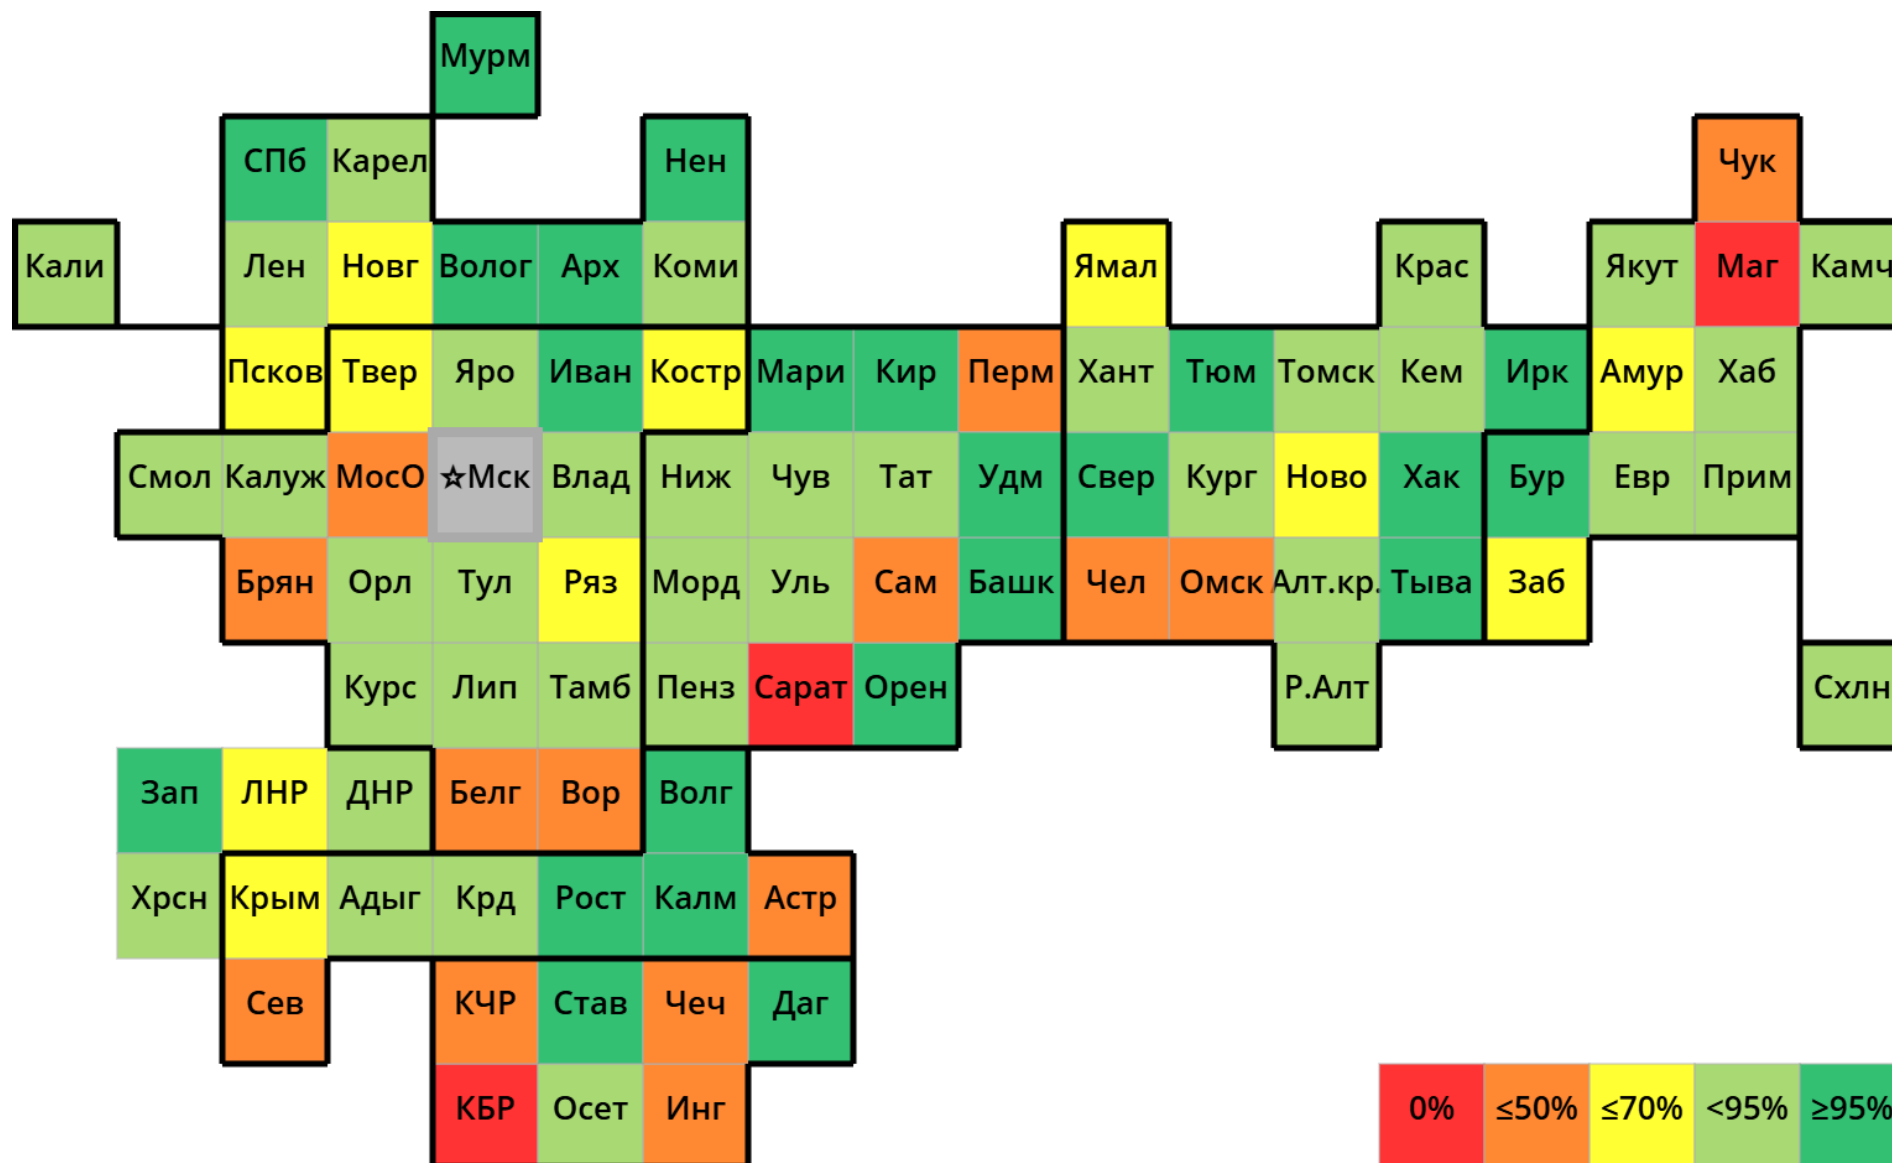 Мурм
СПб Карел Нен Чук
Кали Лен Новг Волог Арх Коми Ямал Крас Якут Маг Камч
Псков Твер Яро Иван Костр Мари Кир Перм Хант Тюм Томск Кем Ирк Амур Хаб
Смол Калуж МосО ☆Мск Влад Ниж Чув Тат Удм Свер Кург Ново Хак Бур Евр Прим
Брян Орл Тул Ряз Морд Уль Сам Башк Чел Омск Алт.кр. Тыва Заб
Курс Лип Тамб Пенз Сарат Орен Р.Алт Схлн
Зап ЛНР ДНР Белг Вор Волг
Хрсн Крым Адыг Крд Рост Калм Астр
Сев КЧР Став Чеч Даг
КБР Осет Инг 0% ≤50% ≤70% <95% ≥95%